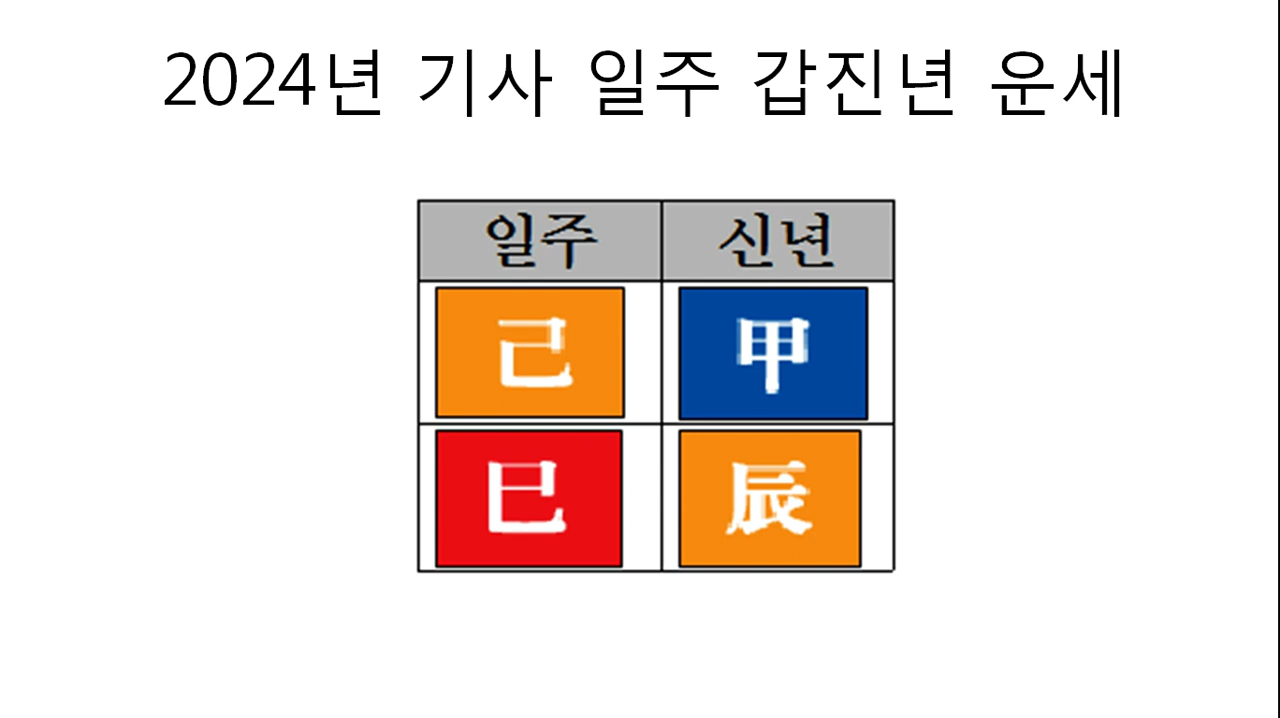 2024년 기사 일주 갑진년 운세
일주 신년
己 甲
巳 辰